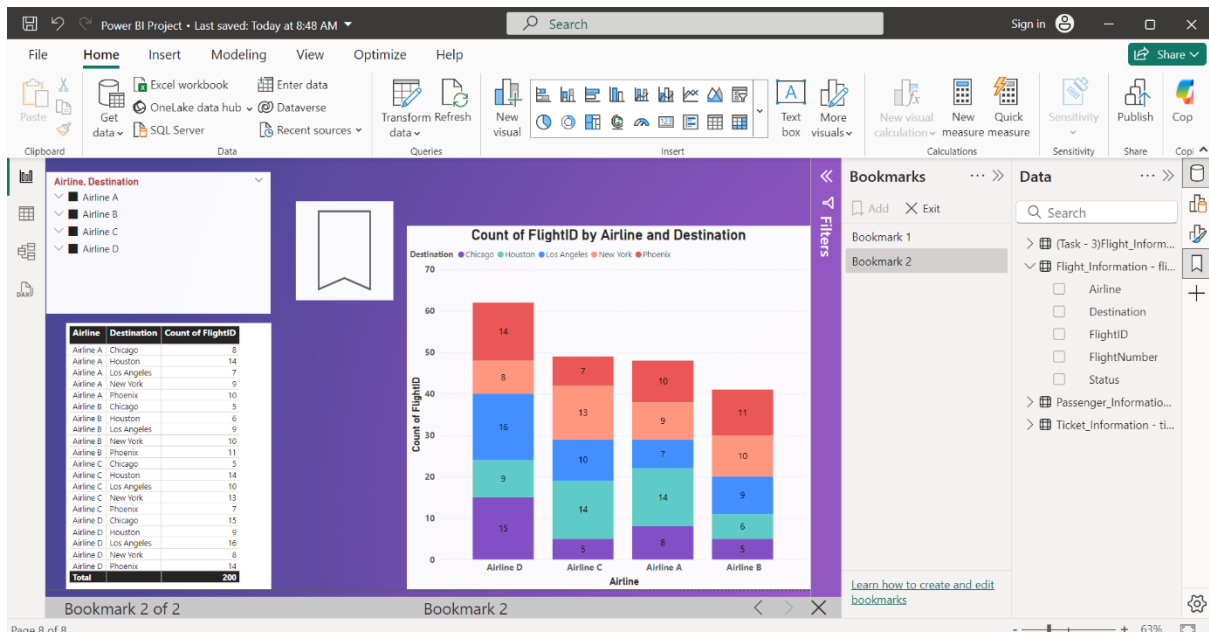 Power BI Project • Last saved: Today at 8:48 AM
Search
Sign in
File Home Insert Modeling View Optimize Help
Share
Paste
Get data
Excel workbook
OneLake data hub
SQL Server
Enter data
Dataverse
Recent sources
Transform data
Refresh
New visual
Text box
More visuals
New visual calculation
New measure
Quick measure
Sensitivity
Publish
Cop
Clipboard Data Queries Insert Calculations Sensitivity Share Copi
Airline, Destination
Airline A
Airline B
Airline C
Airline D
Airline Destination Count of FlightID
Airline A Chicago 8
Airline A Houston 14
Airline A Los Angeles 7
Airline A New York 9
Airline A Phoenix 10
Airline B Chicago 5
Airline B Houston 6
Airline B Los Angeles 9
Airline B New York 10
Airline B Phoenix 11
Airline C Chicago 5
Airline C Houston 14
Airline C Los Angeles 10
Airline C New York 13
Airline C Phoenix 7
Airline D Chicago 15
Airline D Houston 9
Airline D Los Angeles 16
Airline D New York 8
Airline D Phoenix 14
Total 200
Count of FlightID by Airline and Destination
Destination Chicago Houston Los Angeles New York Phoenix
Count of FlightID
70
60
50
40
30
20
10
0
14 8 16 9 15
7 13 10 14 5
10 9 7 14 8
11 10 9 6 5
Airline D Airline C Airline A Airline B
Airline
Filters
Bookmarks
Add Exit
Bookmark 1
Bookmark 2
Learn how to create and edit
bookmarks
Data
Search
(Task - 3)Flight_Inform...
Flight_Information - fli...
Airline
Destination
FlightID
FlightNumber
Status
Passenger_Informatio...
Ticket_Information - ti...
DAX
Bookmark 2 of 2 Bookmark 2
Page 8 of 8
63%